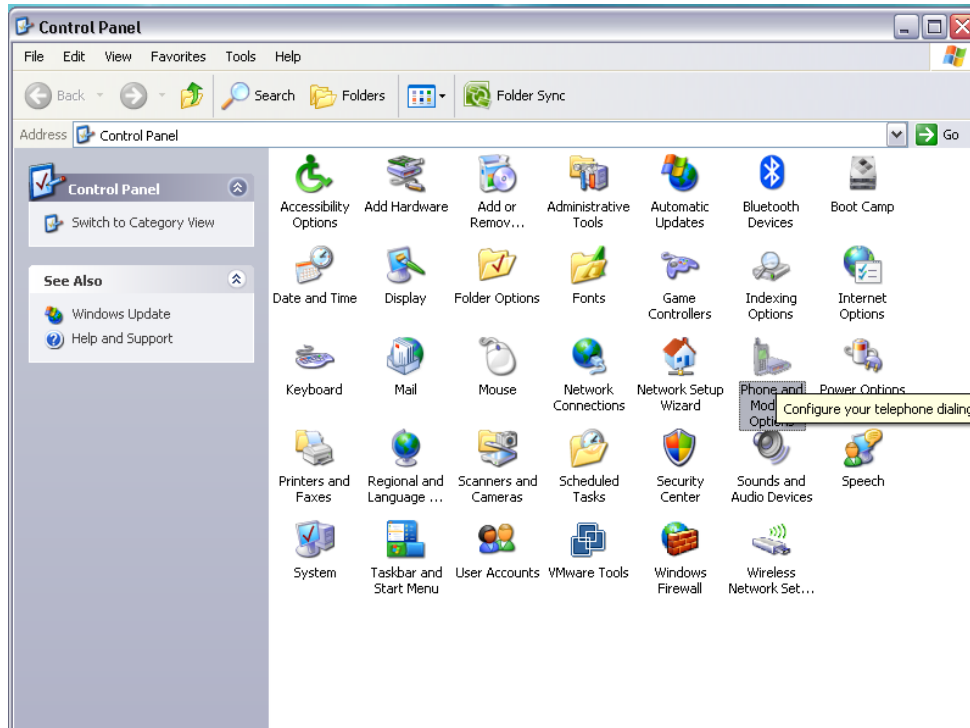 Control Panel
File Edit View Favorites Tools Help
Back Search Folders Folder Sync
Address Control Panel Go
Control Panel
Switch to Category View
See Also
Windows Update
Help and Support
Accessibility
Options
Add Hardware
Add or
Remov...
Administrative
Tools
Automatic
Updates
Bluetooth
Devices
Boot Camp
Date and Time
Display
Folder Options
Fonts
Game
Controllers
Indexing
Options
Internet
Options
Keyboard
Mail
Mouse
Network
Connections
Network Setup
Wizard
Phone and
Power Options
Configure your telephone dialing
Printers and
Faxes
Regional and
Language ...
Scanners and
Cameras
Scheduled
Tasks
Security
Center
Sounds and
Audio Devices
Speech
System
Taskbar and
Start Menu
User Accounts
VMware Tools
Windows
Firewall
Wireless
Network Set...